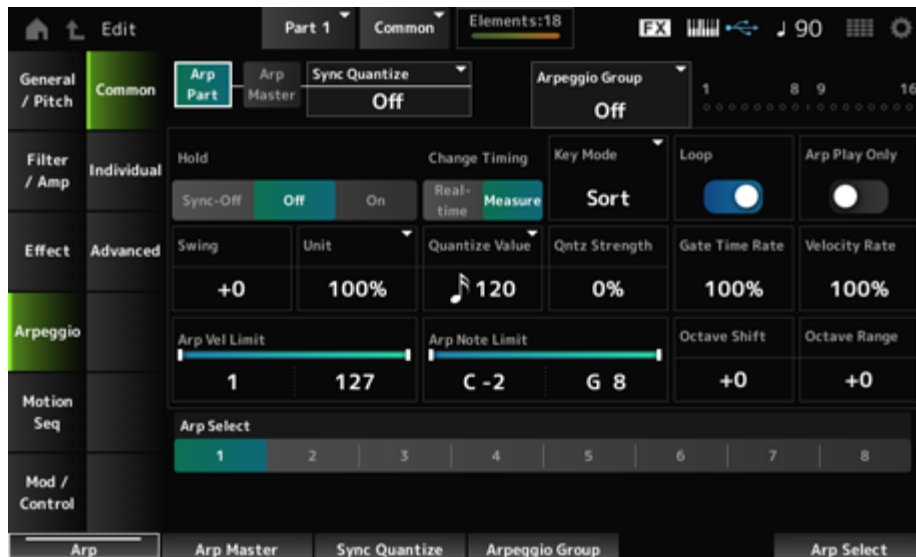 Edit Part 1 Common Elements:18 FX 90
General / Pitch
Common
Arp Part
Arp Master
Sync Quantize
Off
Arpeggio Group
Off
1 8 9 16
Filter / Amp
Individual
Hold
Sync-Off Off On
Change Timing
Real-time Measure
Key Mode
Sort
Loop
Arp Play Only
Effect
Advanced
Swing
+0
Unit
100%
Quantize Value
120
Qntz Strength
0%
Gate Time Rate
100%
Velocity Rate
100%
Arpeggio
Arp Vel Limit
1 127
Arp Note Limit
C -2 G 8
Octave Shift
+0
Octave Range
+0
Motion Seq
Arp Select
1 2 3 4 5 6 7 8
Mod / Control
Arp Arp Master Sync Quantize Arpeggio Group Arp Select